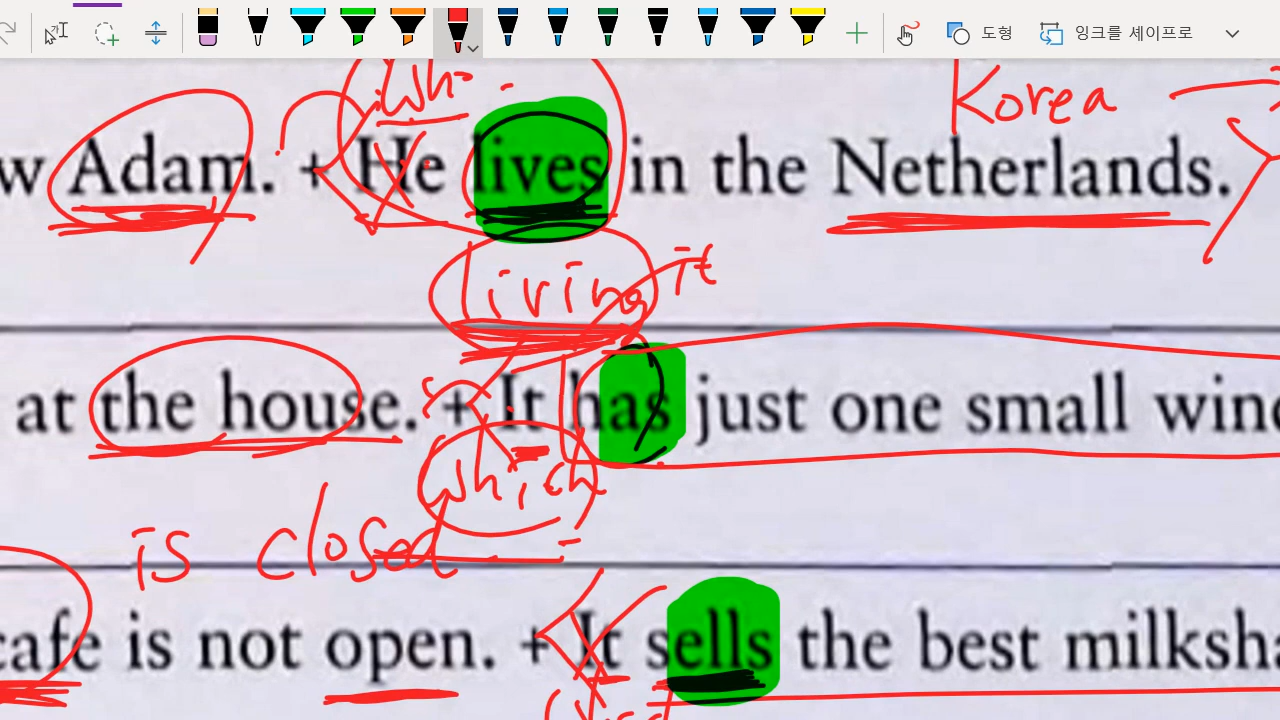 도형 잉크를 셰이프로
who Korea
w Adam. + He lives in the Netherlands.
living it
at the house. + It has just one small wind
which
is closed
cafe is not open. + It sells the best milksha